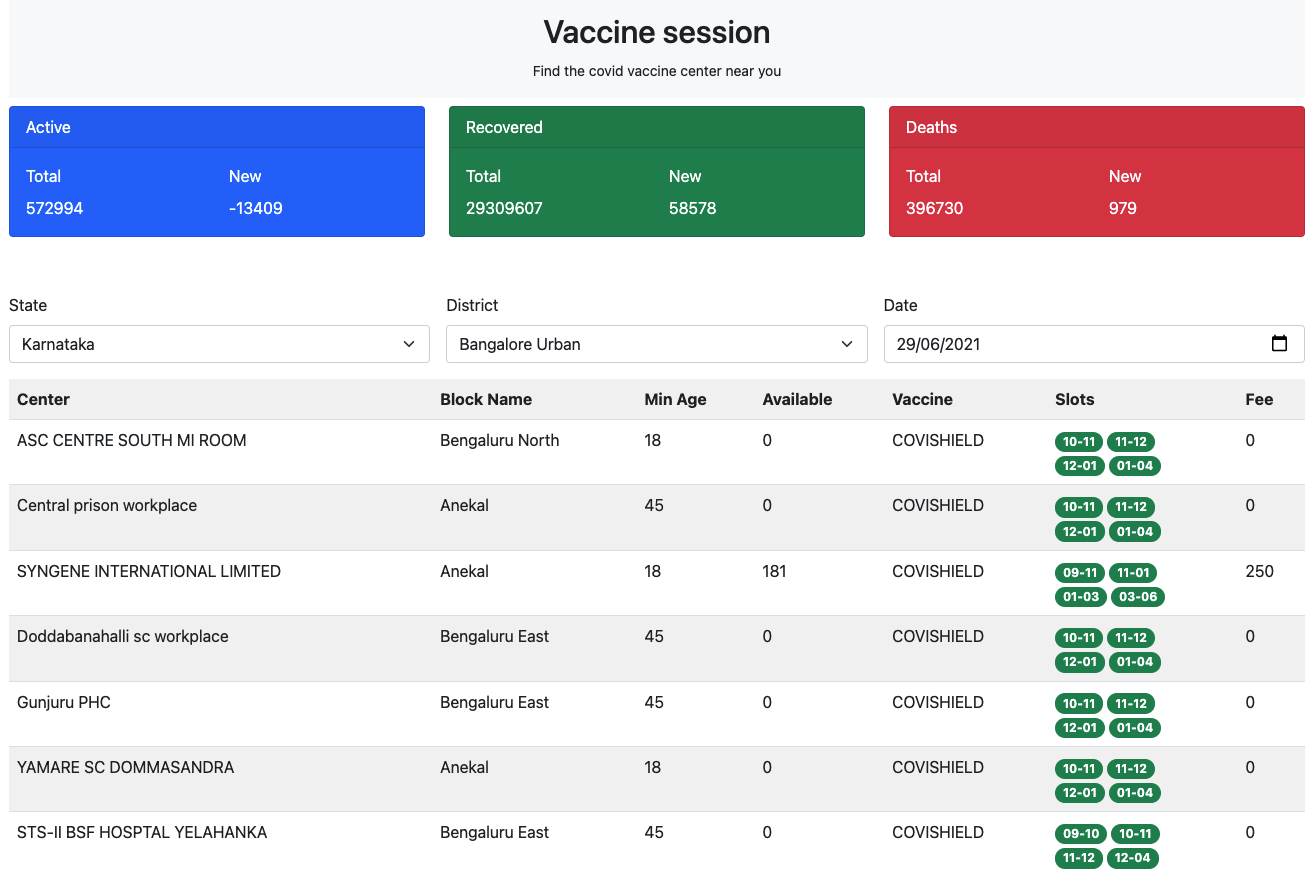 Vaccine session
Find the covid vaccine center near you
Active
Total New
572994 -13409
Recovered
Total New
29309607 58578
Deaths
Total New
396730 979
State
Karnataka
District
Bangalore Urban
Date
29/06/2021
Center Block Name Min Age Available Vaccine Slots Fee
ASC CENTRE SOUTH MI ROOM Bengaluru North 18 0 COVISHIELD 10-11 11-12 0
12-01 01-04
Central prison workplace Anekal 45 0 COVISHIELD 10-11 11-12 0
12-01 01-04
SYNGENE INTERNATIONAL LIMITED Anekal 18 181 COVISHIELD 09-11 11-01 250
01-03 03-06
Doddabanahalli sc workplace Bengaluru East 45 0 COVISHIELD 10-11 11-12 0
12-01 01-04
Gunjuru PHC Bengaluru East 45 0 COVISHIELD 10-11 11-12 0
12-01 01-04
YAMARE SC DOMMASANDRA Anekal 18 0 COVISHIELD 10-11 11-12 0
12-01 01-04
STS-II BSF HOSPTAL YELAHANKA Bengaluru East 45 0 COVISHIELD 09-10 10-11 0
11-12 12-04